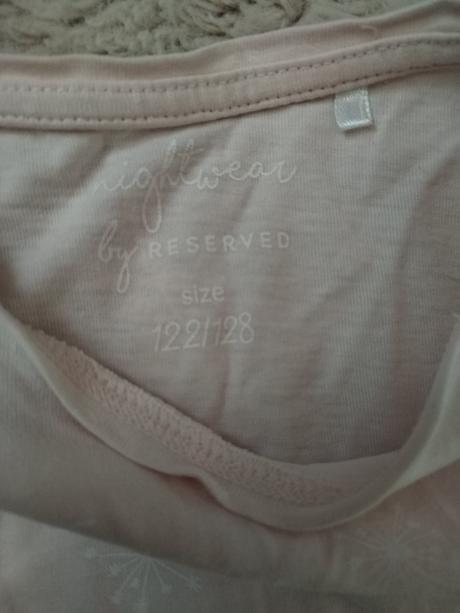 nightwear
by RESERVED
size
122/128